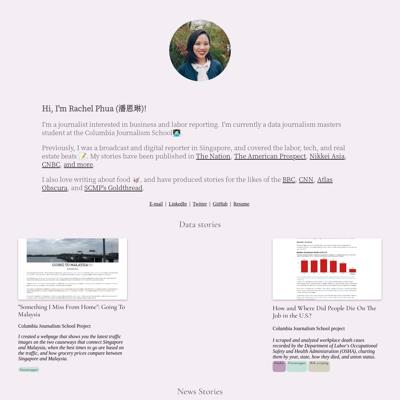 Hi, I'm Rachel Phua (潘恩琳)!
I'm a journalist interested in business and labor reporting. I'm currently a data journalism masters
student at the Columbia Journalism School
Previously, I was a broadcast and digital reporter in Singapore, and covered the labor, tech, and real
estate beats. My stories have been published in The Nation, The American Prospect, Nikkei Asia,
CNBC, and more.
I also love writing about food, and have produced stories for the likes of the BBC, CNN, Atlas
Obscura, and SCMP's Goldthread.
E-mail | LinkedIn | Twitter | GitHub | Resume
Data stories
"Something I Miss From Home": Going To
Malaysia
Columbia Journalism School Project
I created a webpage that shows you the latest traffic
images on the two causeways that connect Singapore
and Malaysia, when the best times to go are based on
the traffic, and how grocery prices compare between
Singapore and Malaysia.
How and Where Did People Die On The
Job in the U.S.?
Columbia Journalism School project
I scraped and analyzed workplace death cases
recorded by the Department of Labor's Occupational
Safety and Health Administration (OSHA), charting
them by year, state, how they died, and union status.
News Stories